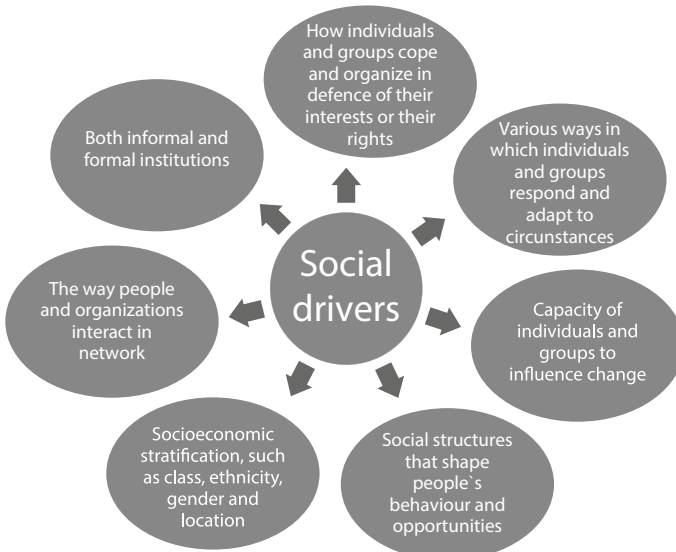 How individuals
and groups cope
and organize in
defence of their
interests or their
rights
Various ways in
which individuals
and groups
respond and
adapt to
circumstances
Capacity of
individuals and
groups to
influence change
Social structures
that shape
people`s
behaviour and
opportunities
Socioeconomic
stratification, such
as class, ethnicity,
gender and
location
The way people
and organizations
interact in
network
Both informal and
formal institutions
Social
drivers